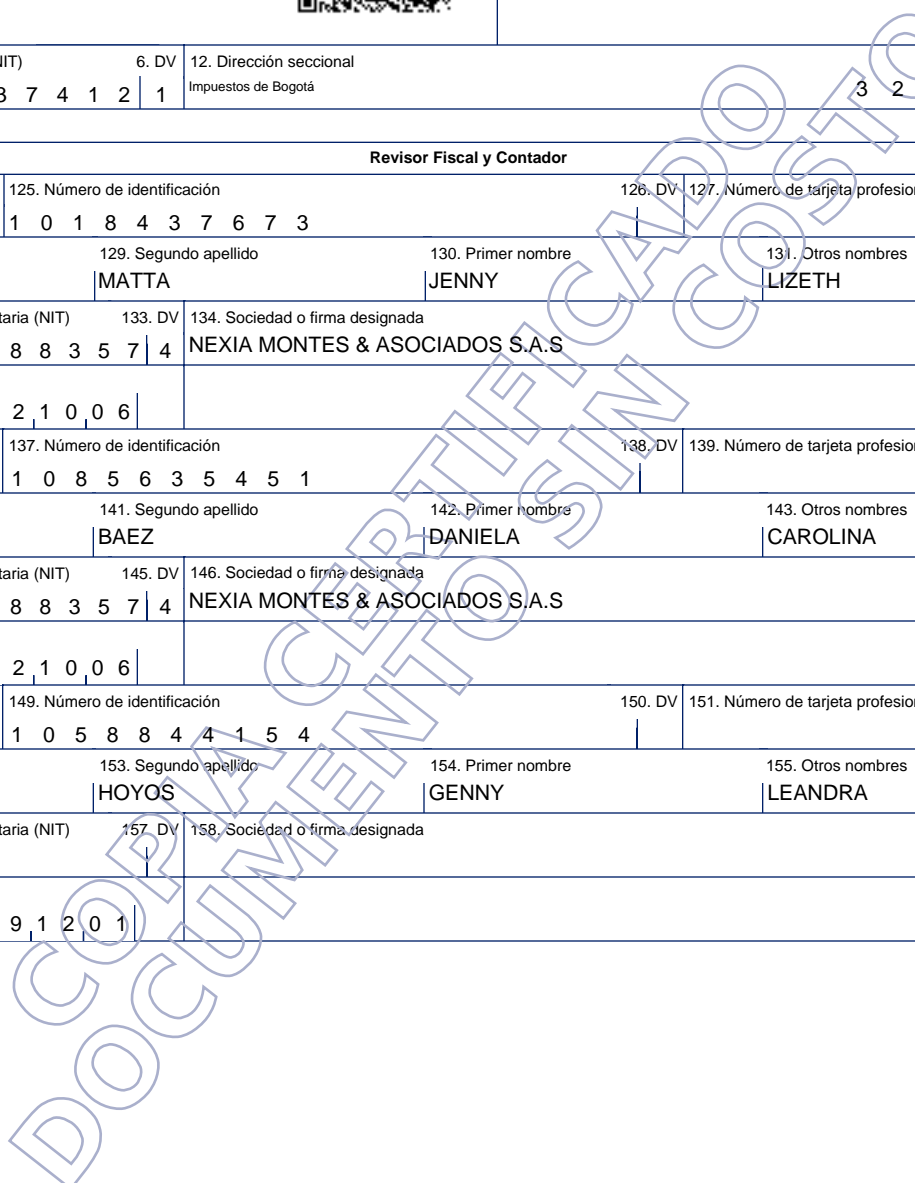 NIT) 6. DV 12. Dirección seccional
3 7 4 1 2 1 Impuestos de Bogotá 3 2
Revisor Fiscal y Contador
125. Número de identificación 126. DV 127. Número de tarjeta profesion
1 0 1 8 4 3 7 6 7 3
129. Segundo apellido 130. Primer nombre 131. Otros nombres
MATTA JENNY LIZETH
taria (NIT) 133. DV 134. Sociedad o firma designada
8 8 3 5 7 4 NEXIA MONTES & ASOCIADOS S.A.S
2 1 0 0 6
137. Número de identificación 138. DV 139. Número de tarjeta profesion
1 0 8 5 6 3 5 4 5 1
141. Segundo apellido 142. Primer nombre 143. Otros nombres
BAEZ DANIELA CAROLINA
taria (NIT) 145. DV 146. Sociedad o firma designada
8 8 3 5 7 4 NEXIA MONTES & ASOCIADOS S.A.S
2 1 0 0 6
149. Número de identificación 150. DV 151. Número de tarjeta profesion
1 0 5 8 8 4 4 1 5 4
153. Segundo apellido 154. Primer nombre 155. Otros nombres
HOYOS GENNY LEANDRA
taria (NIT) 157. DV 158. Sociedad o firma designada
9 1 2 0 1
COPIA CERTIFICADO
DOCUMENTO SIN COSTO